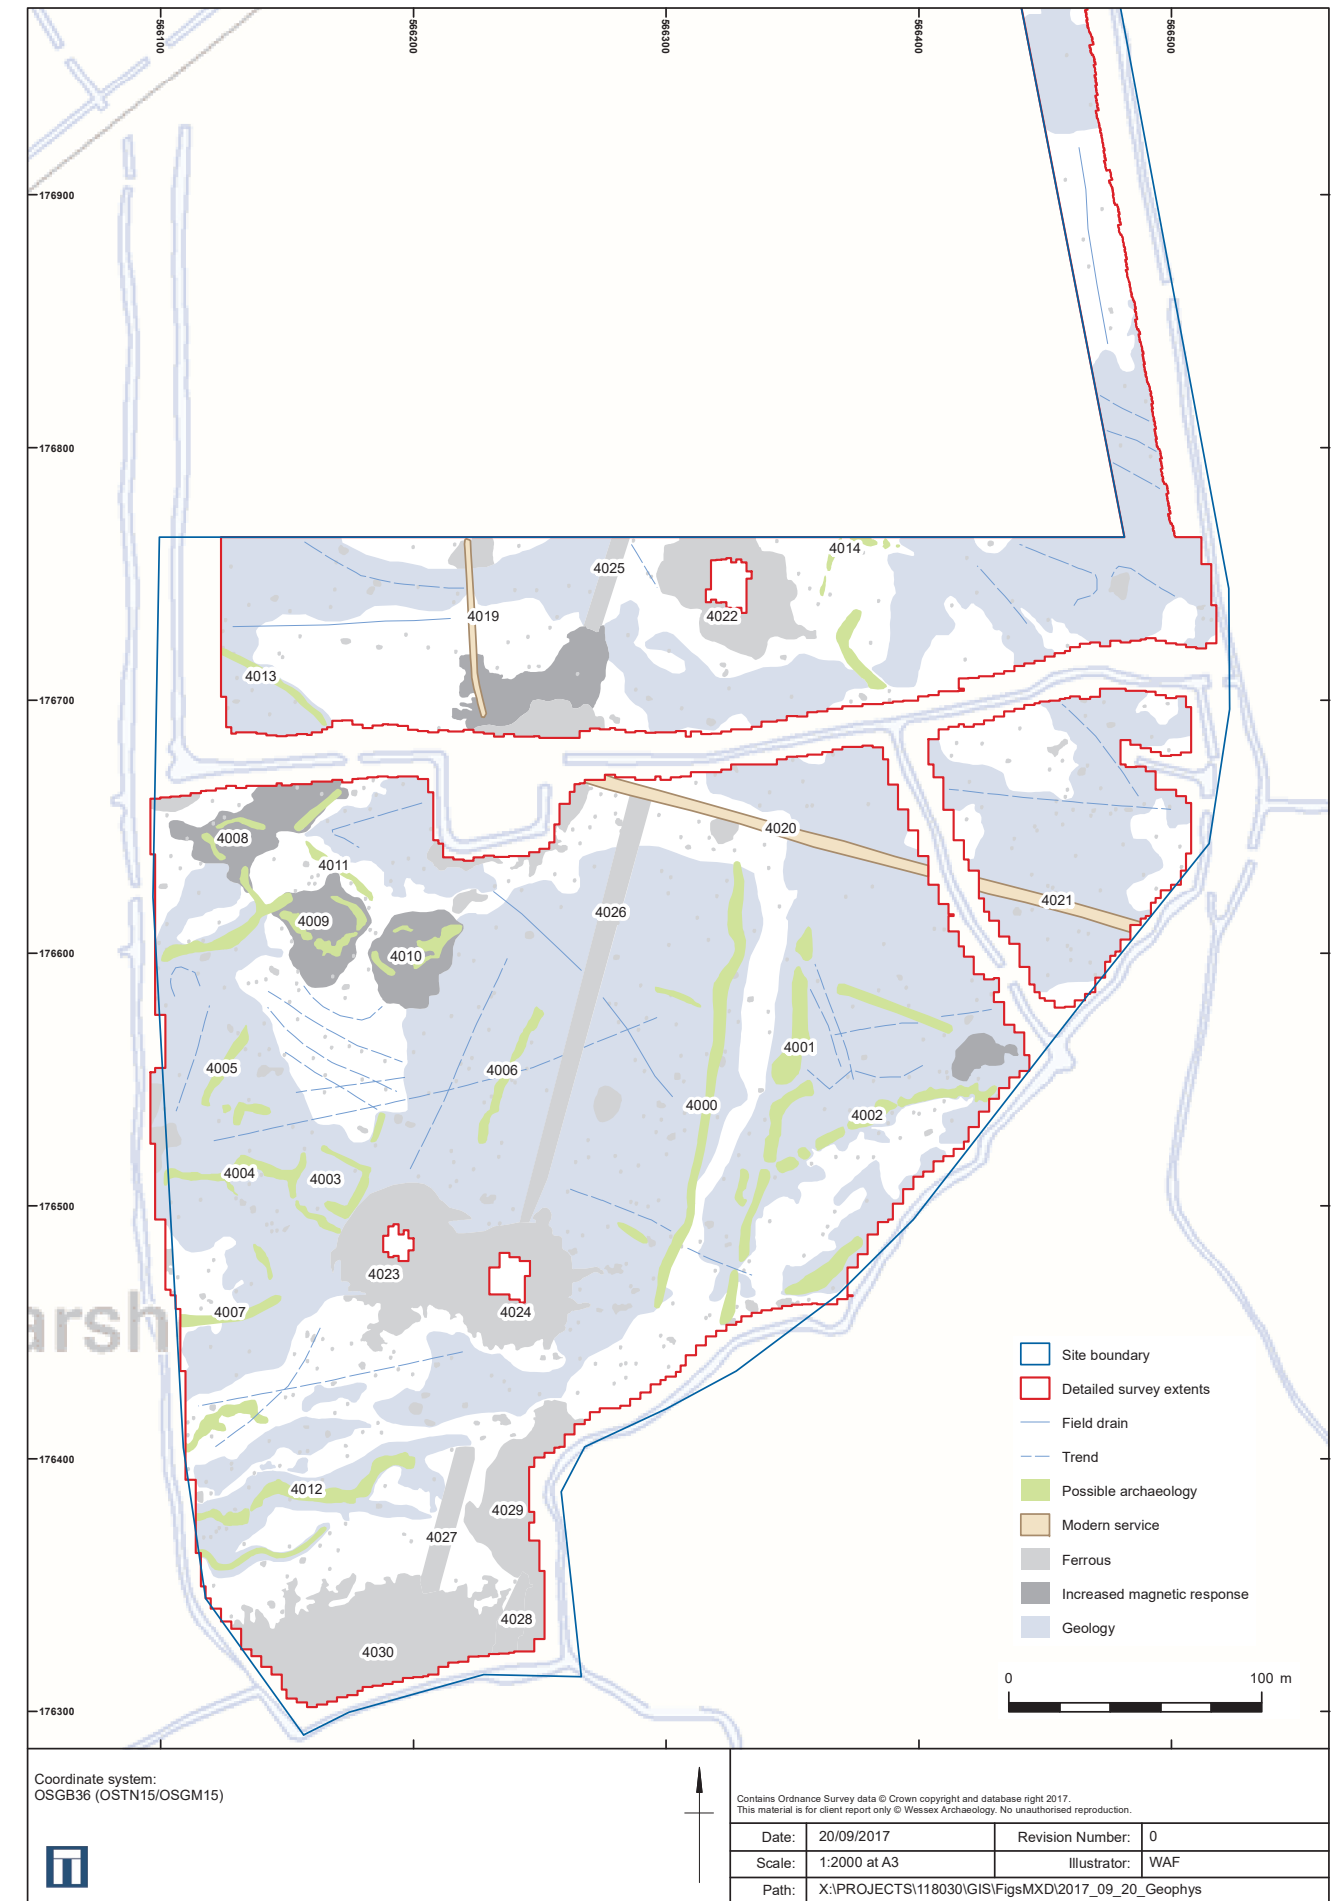 566100
566200
566300
566400
566500
176900
176800
4014
4025
4019
4022
4013
176700
4020
4008
4011
4021
4026
4009
4010
176600
4001
4005
4006
4000
4002
4004
4003
176500
4023
4024
4007
arsh
Site boundary
Detailed survey extents
Field drain
Trend
176400
4012
Possible archaeology
4029
Modern service
4027
Ferrous
Increased magnetic response
4028
Geology
4030
0 100 m
176300
Coordinate system:
OSGB36 (OSTN15/OSGM15)
Contains Ordnance Survey data © Crown copyright and database right 2017.
This material is for client report only © Wessex Archaeology. No unauthorised reproduction.
Date: 20/09/2017 Revision Number: 0
Scale: 1:2000 at A3 Illustrator: WAF
Path: X:\PROJECTS\118030\GIS\FigsMXD\2017_09_20_Geophys